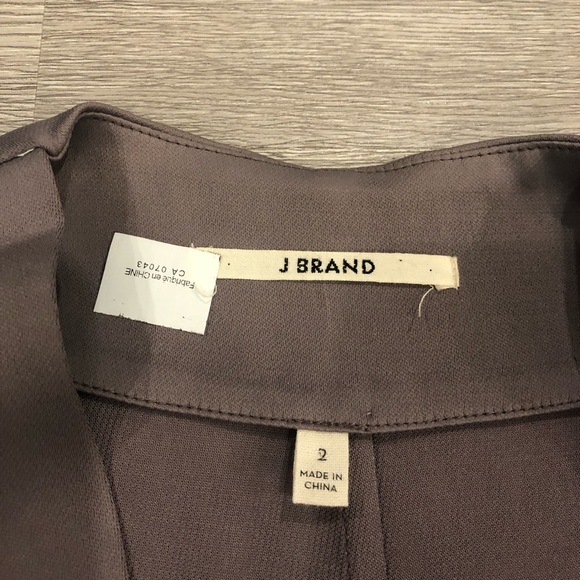 Fabriqué en CHINE
CA 07043
J BRAND
2
MADE IN
CHINA